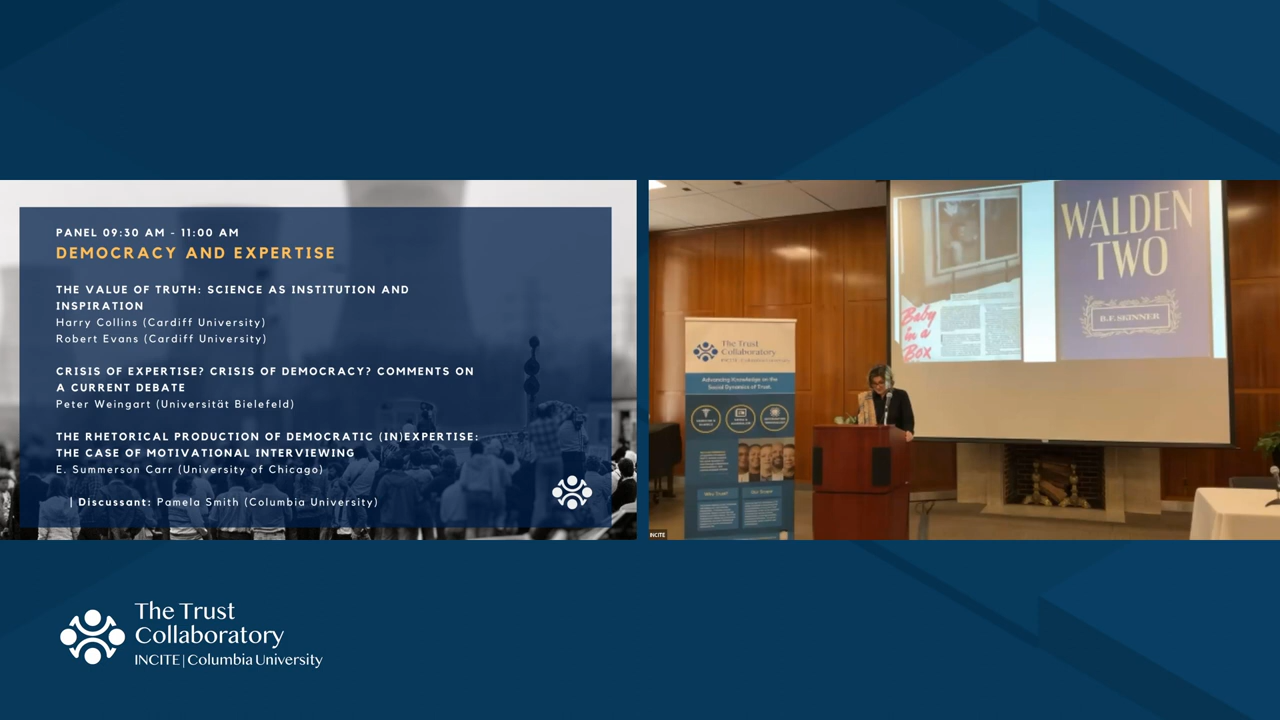 PANEL 09:30 AM - 11:00 AM
DEMOCRACY AND EXPERTISE
THE VALUE OF TRUTH: SCIENCE AS INSTITUTION AND
INSPIRATION
Harry Collins (Cardiff University)
Robert Evans (Cardiff University)
CRISIS OF EXPERTISE? CRISIS OF DEMOCRACY? COMMENTS ON
A CURRENT DEBATE
Peter Weingart (Universität Bielefeld)
THE RHETORICAL PRODUCTION OF DEMOCRATIC (IN)EXPERTISE:
THE CASE OF MOTIVATIONAL INTERVIEWING
E. Summerson Carr (University of Chicago)
| Discussant: Pamela Smith (Columbia University)
Baby
in a
Box
WALDEN
TWO
B.F. SKINNER
The Trust
Collaboratory
Advancing Knowledge on the
Social Dynamics of Trust.
INCITE
The Trust
Collaboratory
INCITE | Columbia University